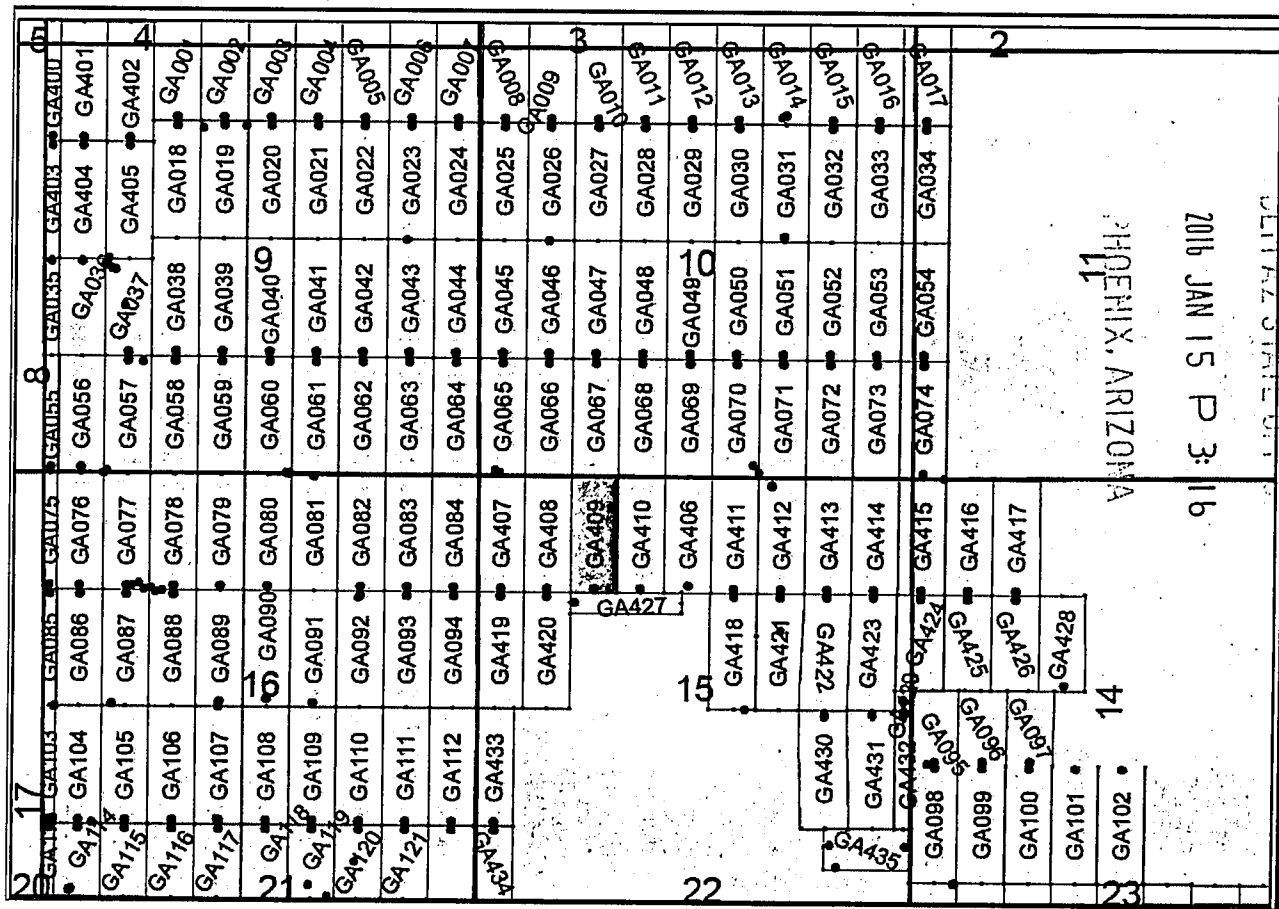 5 4 3 2
GA400 GA401 GA402 GA001 GA002 GA003 GA004 GA005 GA006 GA007 GA008 GA009 GA010 GA011 GA012 GA013 GA014 GA015 GA016 GA017
GA403 GA404 GA405 GA018 GA019 GA020 GA021 GA022 GA023 GA024 GA025 GA026 GA027 GA028 GA029 GA030 GA031 GA032 GA033 GA034
9 10 11
GA035 GA037 GA038 GA039 GA040 GA041 GA042 GA043 GA044 GA045 GA046 GA047 GA048 GA049 GA050 GA051 GA052 GA053 GA054
8
GA055 GA056 GA057 GA058 GA059 GA060 GA061 GA062 GA063 GA064 GA065 GA066 GA067 GA068 GA069 GA070 GA071 GA072 GA073 GA074
GA075 GA076 GA077 GA078 GA079 GA080 GA081 GA082 GA083 GA084 GA407 GA408 GA409 GA410 GA406 GA411 GA412 GA413 GA414 GA415 GA416 GA417
GA427
GA085 GA086 GA087 GA088 GA089 GA090 GA091 GA092 GA093 GA094 GA419 GA420 GA418 GA421 GA422 GA423 GA424 GA425 GA426 GA428
16 15 14
GA103 GA104 GA105 GA106 GA107 GA108 GA109 GA110 GA111 GA112 GA433 GA430 GA431 GA432 GA095 GA096 GA097
17
GA098 GA099 GA100 GA101 GA102
GA115 GA116 GA117 GA118 GA119 GA120 GA121 GA434 GA435
20 21 22 23
2016 JAN 15 P 3:16
PHOENIX, ARIZONA